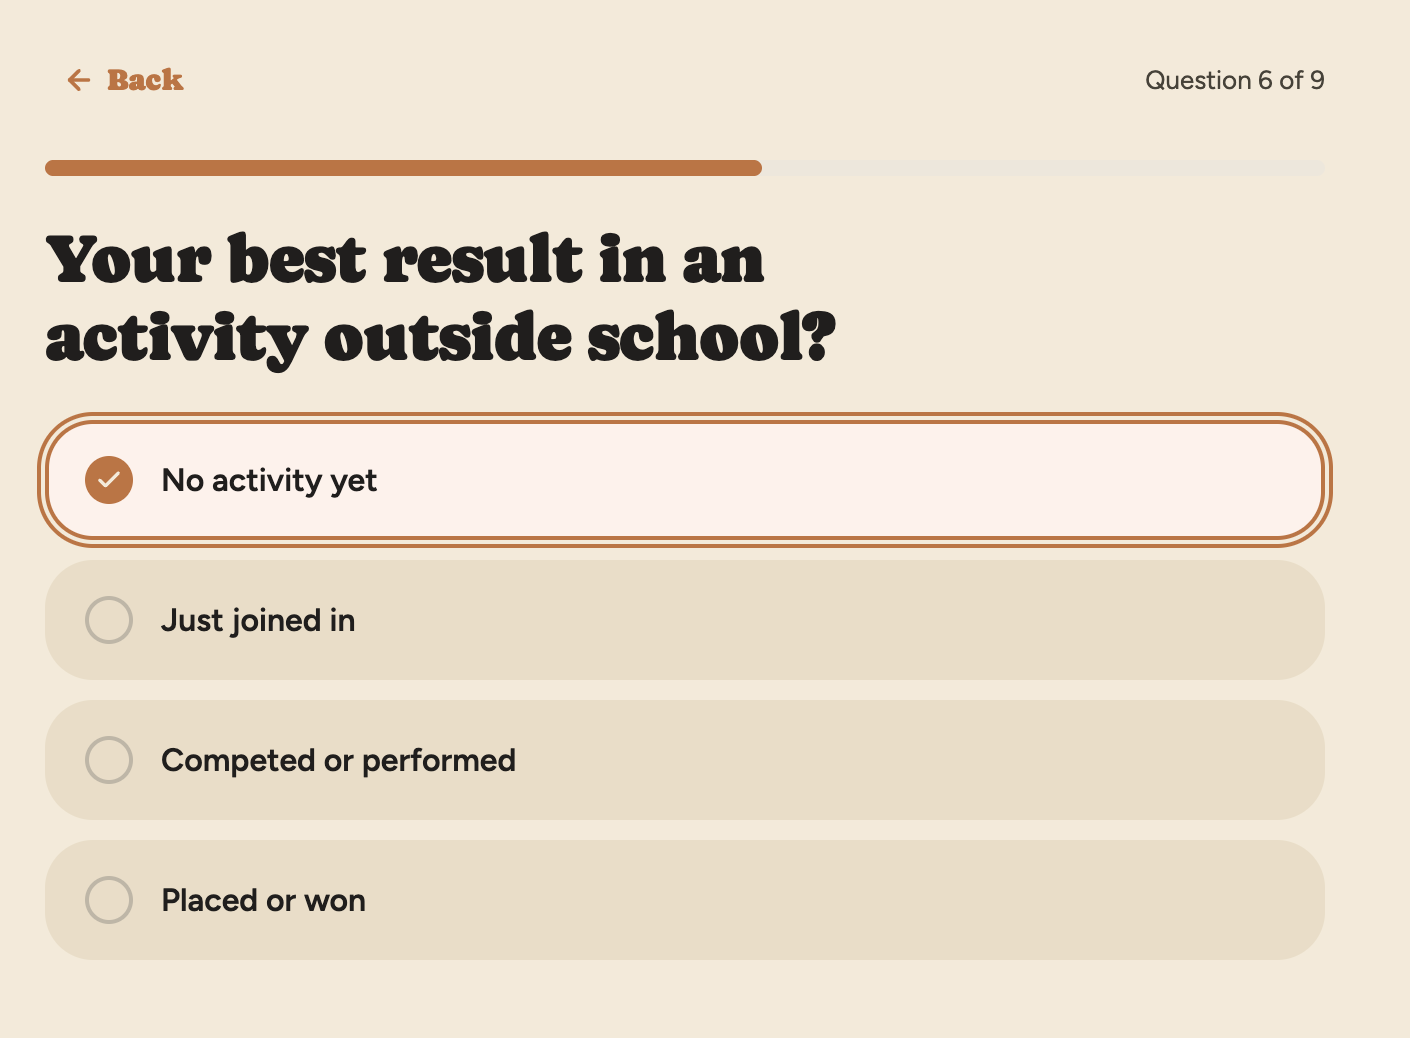 Back
Question 6 of 9
Your best result in an
activity outside school?
No activity yet
Just joined in
Competed or performed
Placed or won